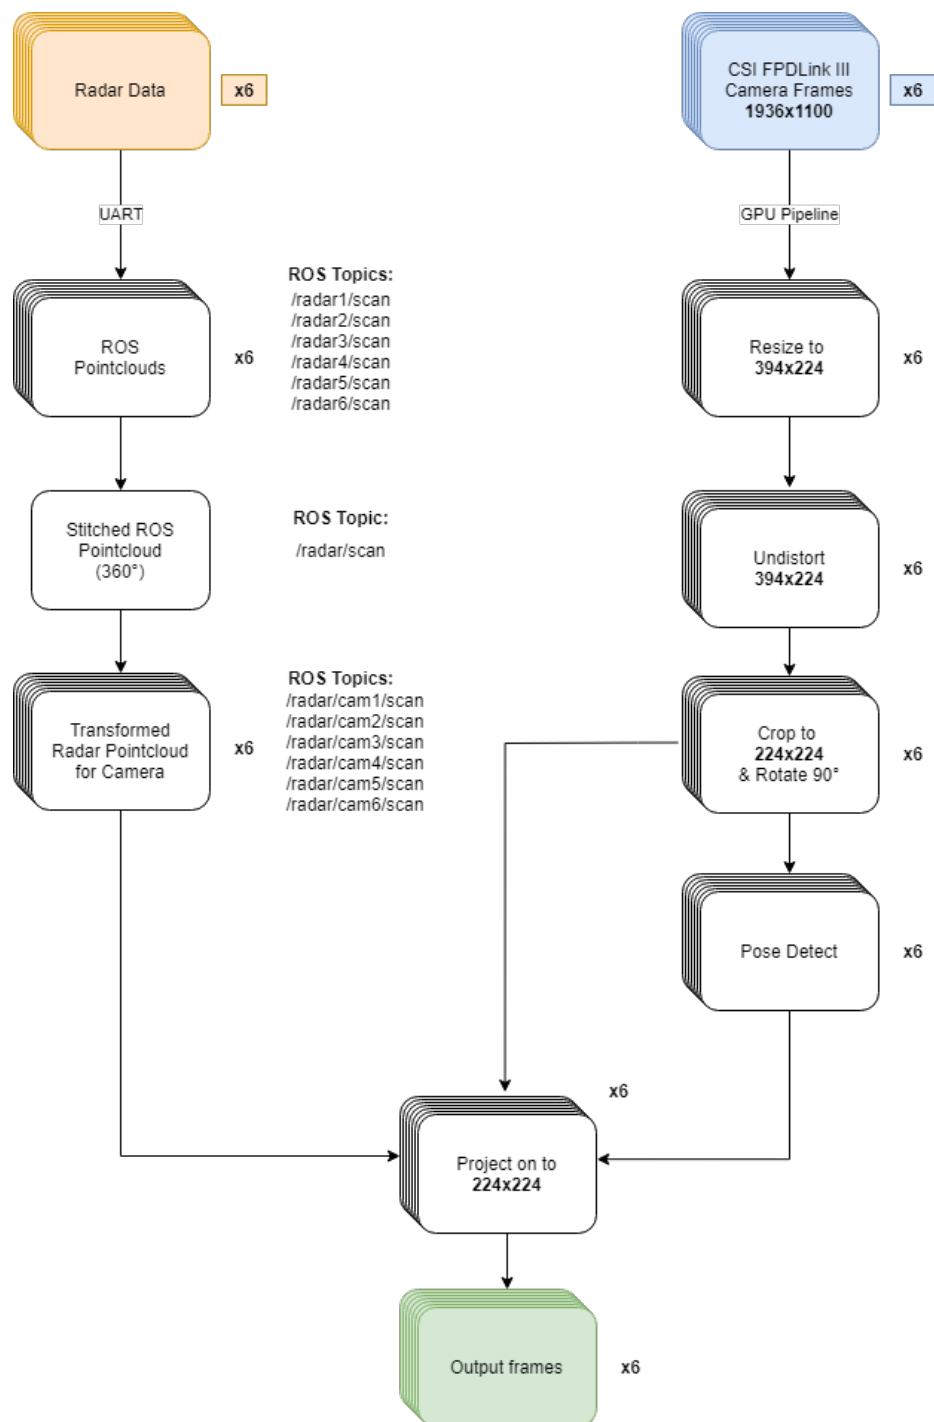 Radar Data
x6
CSI FPDLink III
Camera Frames
1936x1100
x6
UART
GPU Pipeline
ROS
Pointclouds
x6
ROS Topics:
/radar1/scan
/radar2/scan
/radar3/scan
/radar4/scan
/radar5/scan
/radar6/scan
Resize to
394x224
x6
Stitched ROS
Pointcloud
(360°)
ROS Topic:
/radar/scan
Undistort
394x224
x6
Transformed
Radar Pointcloud
for Camera
x6
ROS Topics:
/radar/cam1/scan
/radar/cam2/scan
/radar/cam3/scan
/radar/cam4/scan
/radar/cam5/scan
/radar/cam6/scan
Crop to
224x224
& Rotate 90°
x6
Pose Detect
x6
x6
Project on to
224x224
Output frames
x6